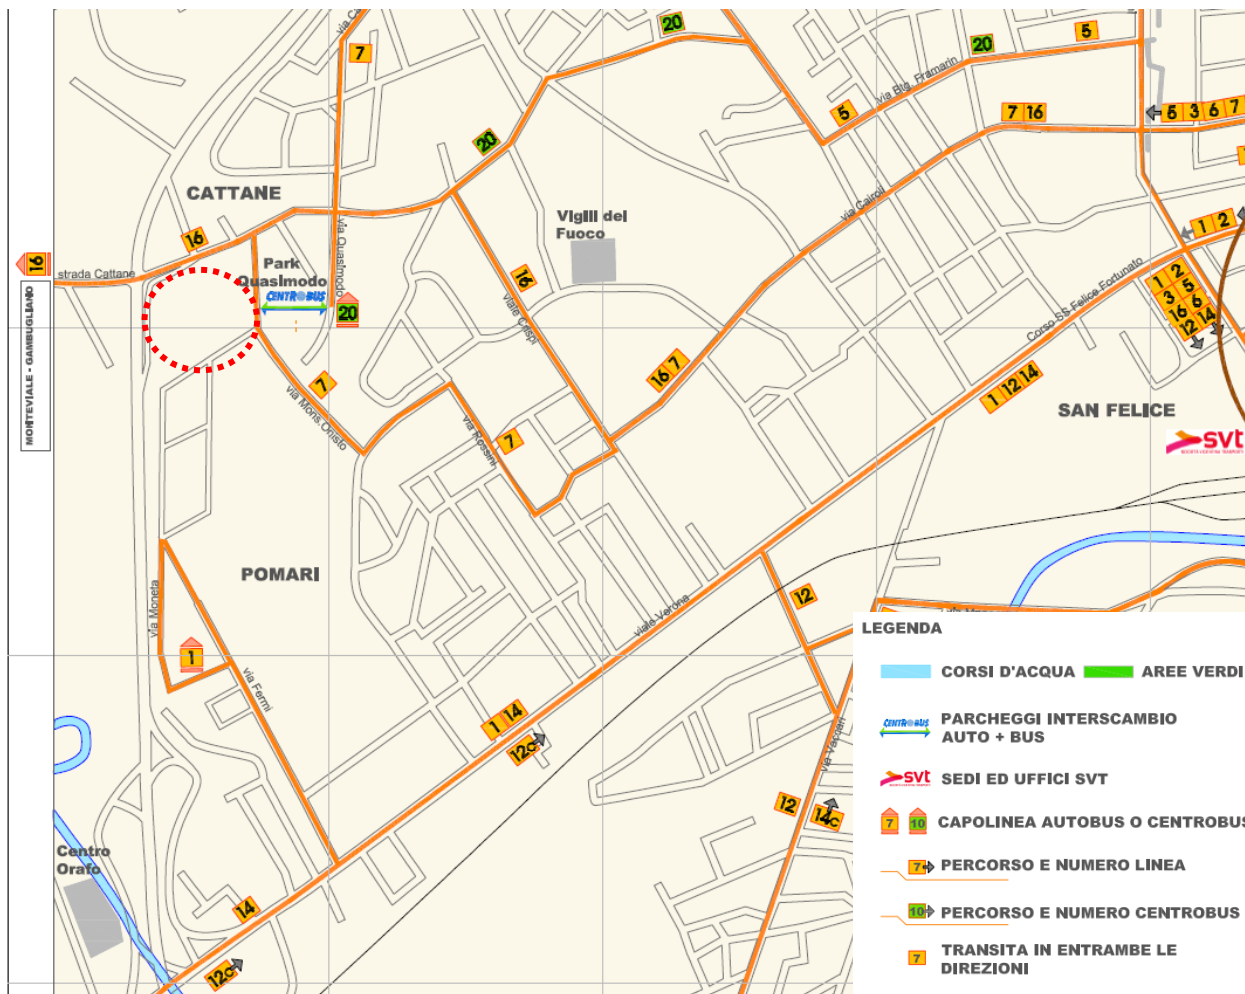 via Ca
20
5
20
7
via Btg. Framarin
5
7 16
5 3 6 7
20
CATTANE
via Quasimodo
Vigili del
Fuoco
via Cairoli
1 2
16
16
strada Cattane
Park
Quasimodo
CENTROBUS
20
16
viale Crispi
Corso SS Felice Fortunato
1 2
3 5
16 6
12 14
MONTEVIALE - GAMBUGLIANO
7
via Mons. Onisto
16 7
1 12 14
SAN FELICE
svt
via Rossini
7
POMARI
via Moneta
12
viale Verona
1
via Fermi
1 14
12c
via Vaccari
12
14c
Centro
Orafo
14
12c
LEGENDA
CORSI D'ACQUA
AREE VERDI
CENTROBUS
PARCHEGGI INTERSCAMBIO
AUTO + BUS
svt
SEDI ED UFFICI SVT
7 10
CAPOLINEA AUTOBUS O CENTROBUS
7
PERCORSO E NUMERO LINEA
10
PERCORSO E NUMERO CENTROBUS
7
TRANSITA IN ENTRAMBE LE
DIREZIONI